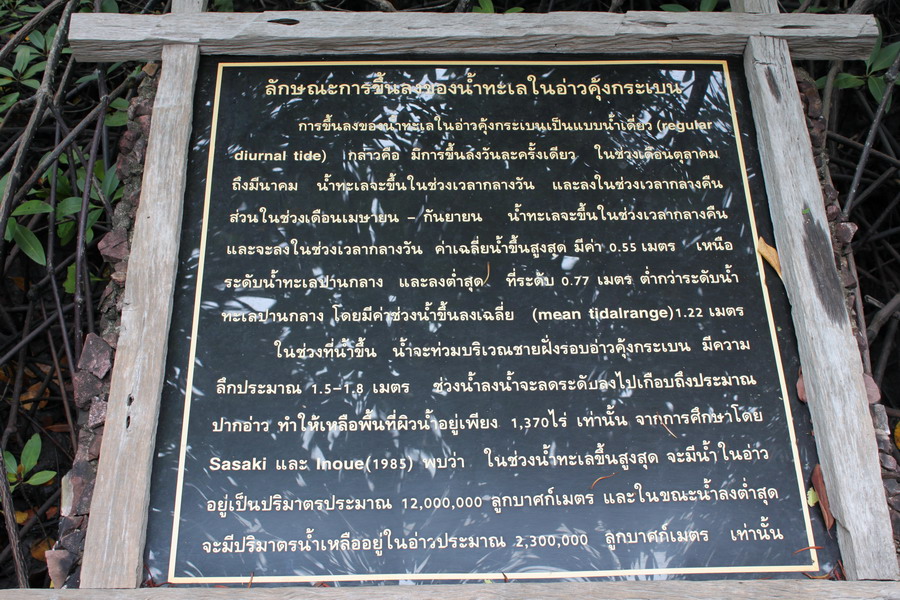 ลักษณะการขึ้นลงของน้ำทะเลในอ่าวคุ้งกระเบน
การขึ้นลงของน้ำทะเลในอ่าวคุ้งกระเบนเป็นแบบน้ำเดี่ยว (regular
diurnal tide) กล่าวคือ มีการขึ้นลงวันละครั้งเดียว ในช่วงเดือนตุลาคม
ถึงมีนาคม น้ำทะเลจะขึ้นในช่วงเวลากลางวัน และลงในช่วงเวลากลางคืน
ส่วนในช่วงเดือนเมษายน - กันยายน น้ำทะเลจะขึ้นในช่วงเวลากลางคืน
และจะลงในช่วงเวลากลางวัน ค่าเฉลี่ยน้ำขึ้นสูงสุด มีค่า 0.55 เมตร เหนือ
ระดับน้ำทะเลปานกลาง และลงต่ำสุด ที่ระดับ 0.77 เมตร ต่ำกว่าระดับน้ำ
ทะเลปานกลาง โดยมีค่าช่วงน้ำขึ้นลงเฉลี่ย (mean tidalrange)1.22 เมตร
ในช่วงที่น้ำขึ้น น้ำจะท่วมบริเวณชายฝั่งรอบอ่าวคุ้งกระเบน มีความ
ลึกประมาณ 1.5-1.8 เมตร ช่วงน้ำลงน้ำจะลดระดับลงไปเกือบถึงประมาณ
ปากอ่าว ทำให้เหลือพื้นที่ผิวน้ำอยู่เพียง 1,370ไร่ เท่านั้น จากการศึกษาโดย
Sasaki และ Inoue(1985) พบว่า ในช่วงน้ำทะเลขึ้นสูงสุด จะมีน้ำในอ่าว
อยู่เป็นปริมาตรประมาณ 12,000,000 ลูกบาศก์เมตร และในขณะน้ำลงต่ำสุด
จะมีปริมาตรน้ำเหลืออยู่ในอ่าวประมาณ 2,300,000 ลูกบาศก์เมตร เท่านั้น